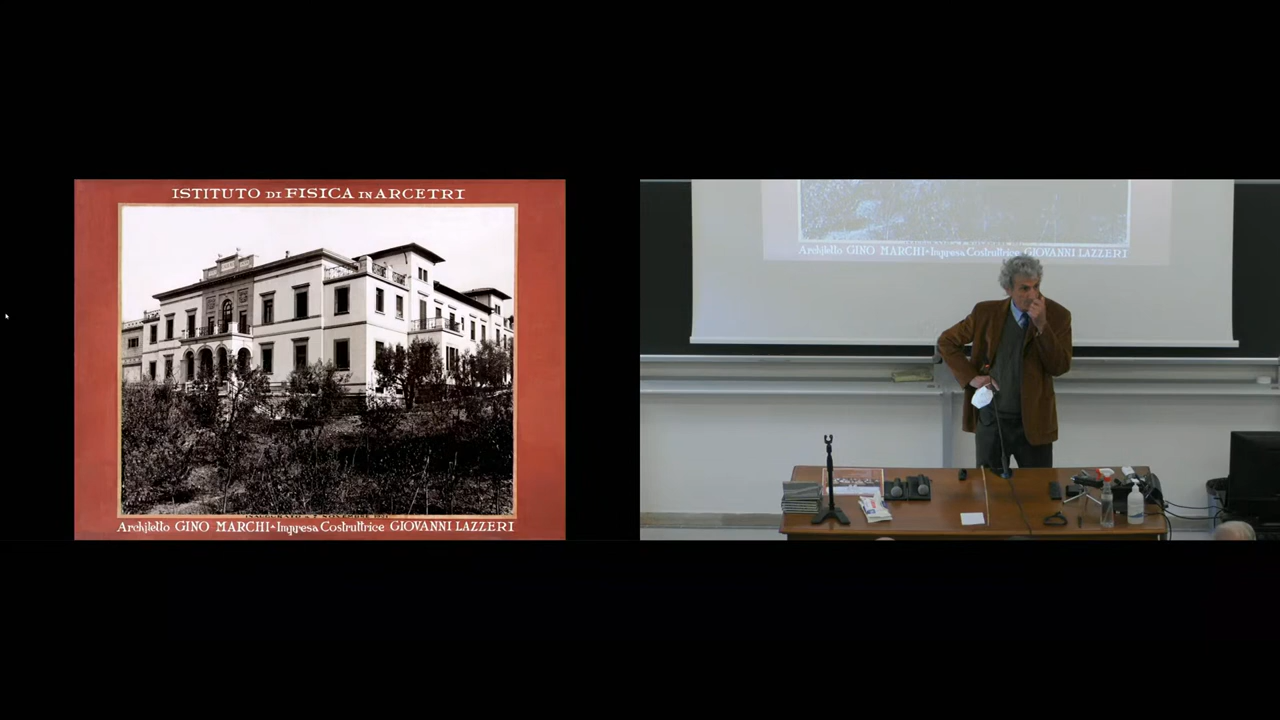 ISTITUTO DI FISICA IN ARCETRI
Architetto GINO MARCHI - Impresa Costruttrice GIOVANNI LAZZERI
Architetto GINO MARCHI - Impresa Costruttrice GIOVANNI LAZZERI